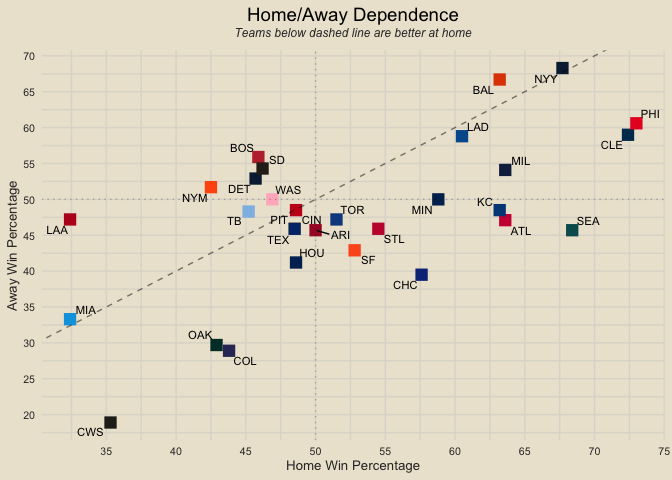 Home/Away Dependence
Teams below dashed line are better at home
Away Win Percentage
70
65
60
55
50
45
40
35
30
25
20
BAL
NYY
PHI
LAD
CLE
BOS
SD
MIL
DET
WAS
NYM
TB
PIT
CIN
TOR
MIN
KC
LAA
TEX
ARI
STL
ATL
SEA
HOU
SF
CHC
MIA
OAK
COL
CWS
35
40
45
50
55
60
65
70
75
Home Win Percentage